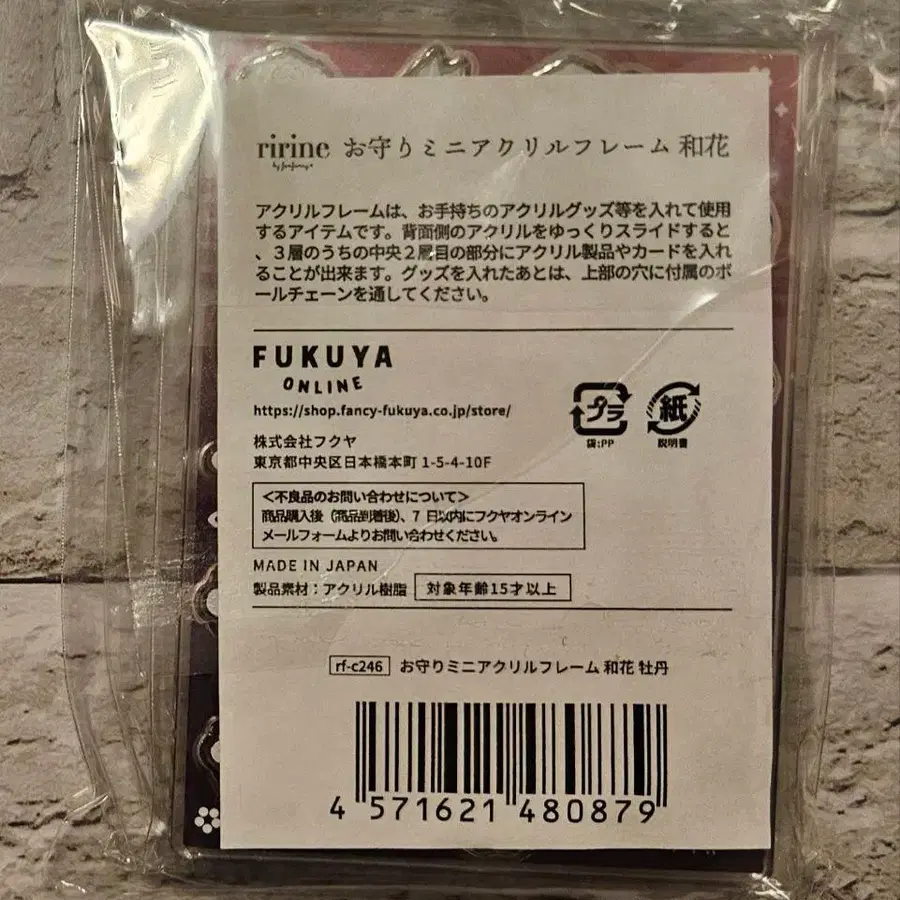 ririne お守りミニアクリルフレーム 和花
by fanfancy+
アクリルフレームは、お手持ちのアクリルグッズ等を入れて使用
するアイテムです。背面側のアクリルをゆっくりスライドすると
、３層のうちの中央２層目の部分にアクリル製品やカードを入れ
ることが出来ます。グッズを入れたあとは、上部の穴に付属のボ
ールチェーンを通してください。
FUKUYA
ONLINE
https://shop.fancy-fukuya.co.jp/store/
プラ
袋:PP
紙
説明書
株式会社フクヤ
東京都中央区日本橋本町 1-5-4-10F
<不良品のお問い合わせについて>
商品購入後（商品到着後）、7 日以内にフクヤオンライン
メールフォームよりお問い合わせください。
MADE IN JAPAN
製品素材：アクリル樹脂 対象年齢15才以上
rf-c246 お守りミニアクリルフレーム 和花 牡丹
4 571621 480879